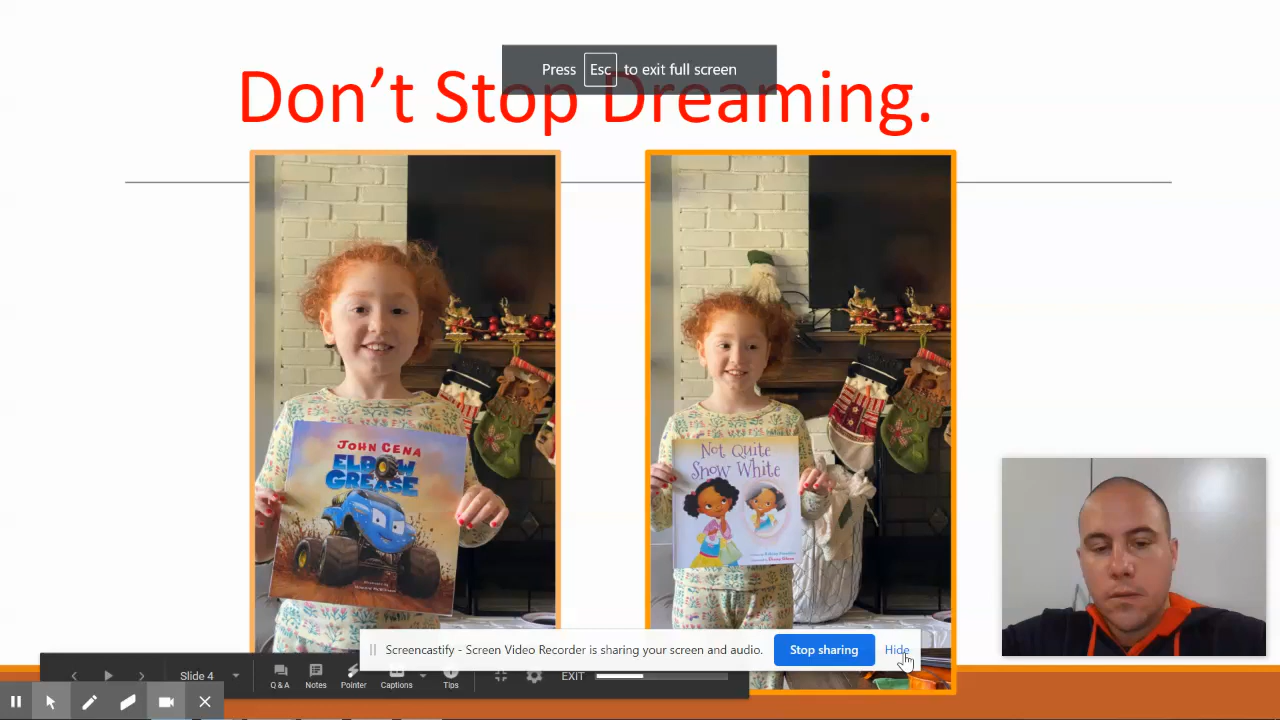 Press Esc to exit full screen
Don't Stop Dreaming.
JOHN CENA
ELBOW
GREASE
Not Quite
Snow White
Screencastify - Screen Video Recorder is sharing your screen and audio.
Stop sharing
Hide
Slide 4
Q & A
Notes
Pointer
Captions
Tips
EXIT